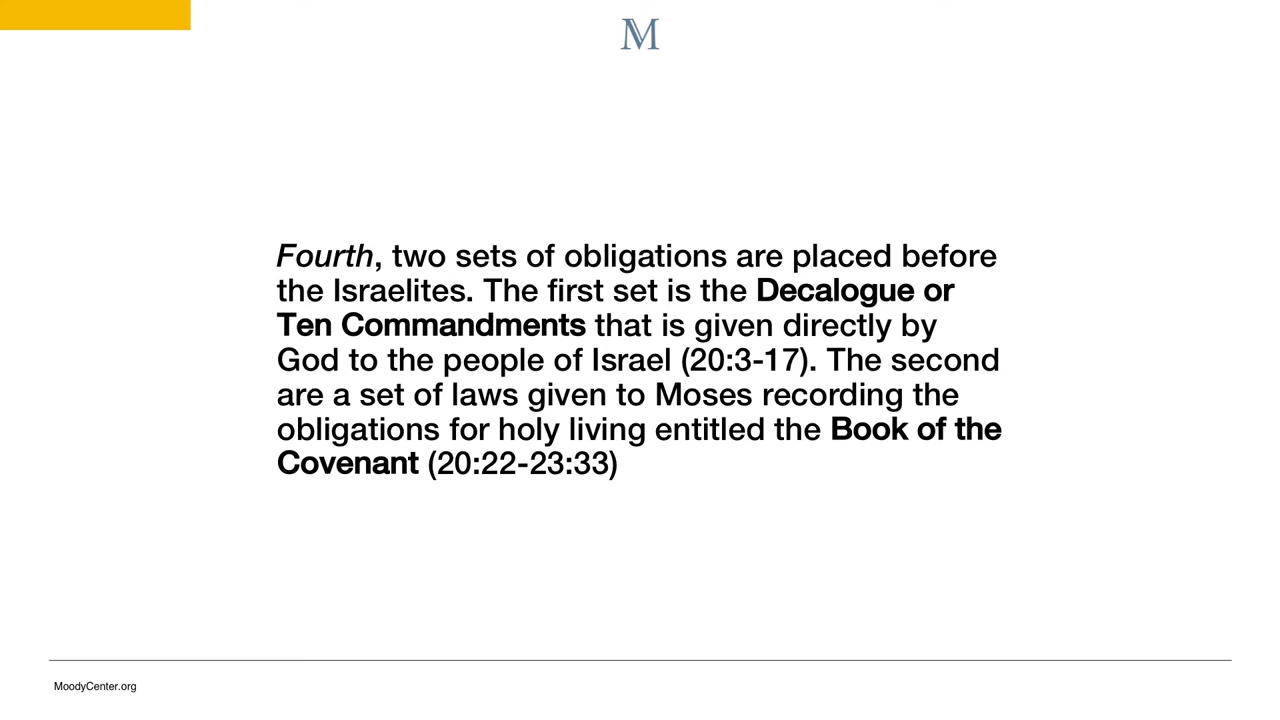 M
Fourth, two sets of obligations are placed before
the Israelites. The first set is the Decalogue or
Ten Commandments that is given directly by
God to the people of Israel (20:3-17). The second
are a set of laws given to Moses recording the
obligations for holy living entitled the Book of the
Covenant (20:22-23:33)
MoodyCenter.org